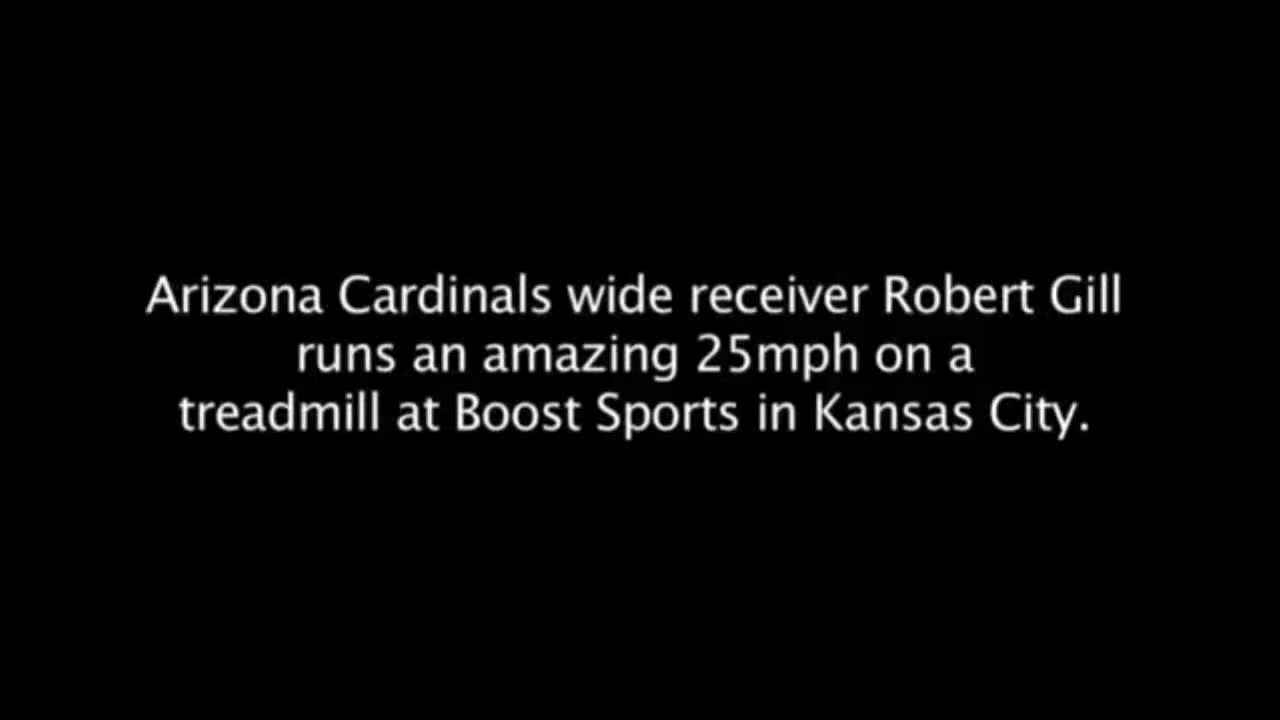 Arizona Cardinals wide receiver Robert Gill
runs an amazing 25mph on a
treadmill at Boost Sports in Kansas City.